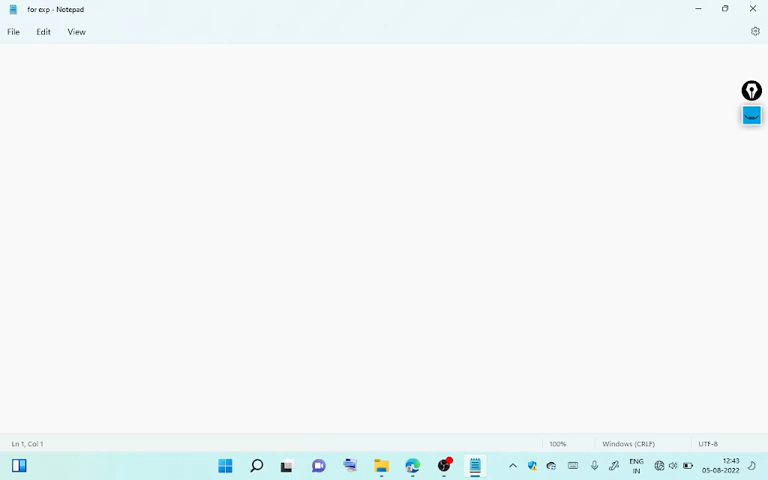 for exp - Notepad
File Edit View
Ln 1, Col 1 100% Windows (CRLF) UTF-8
ENG 12:43
IN 05-08-2022